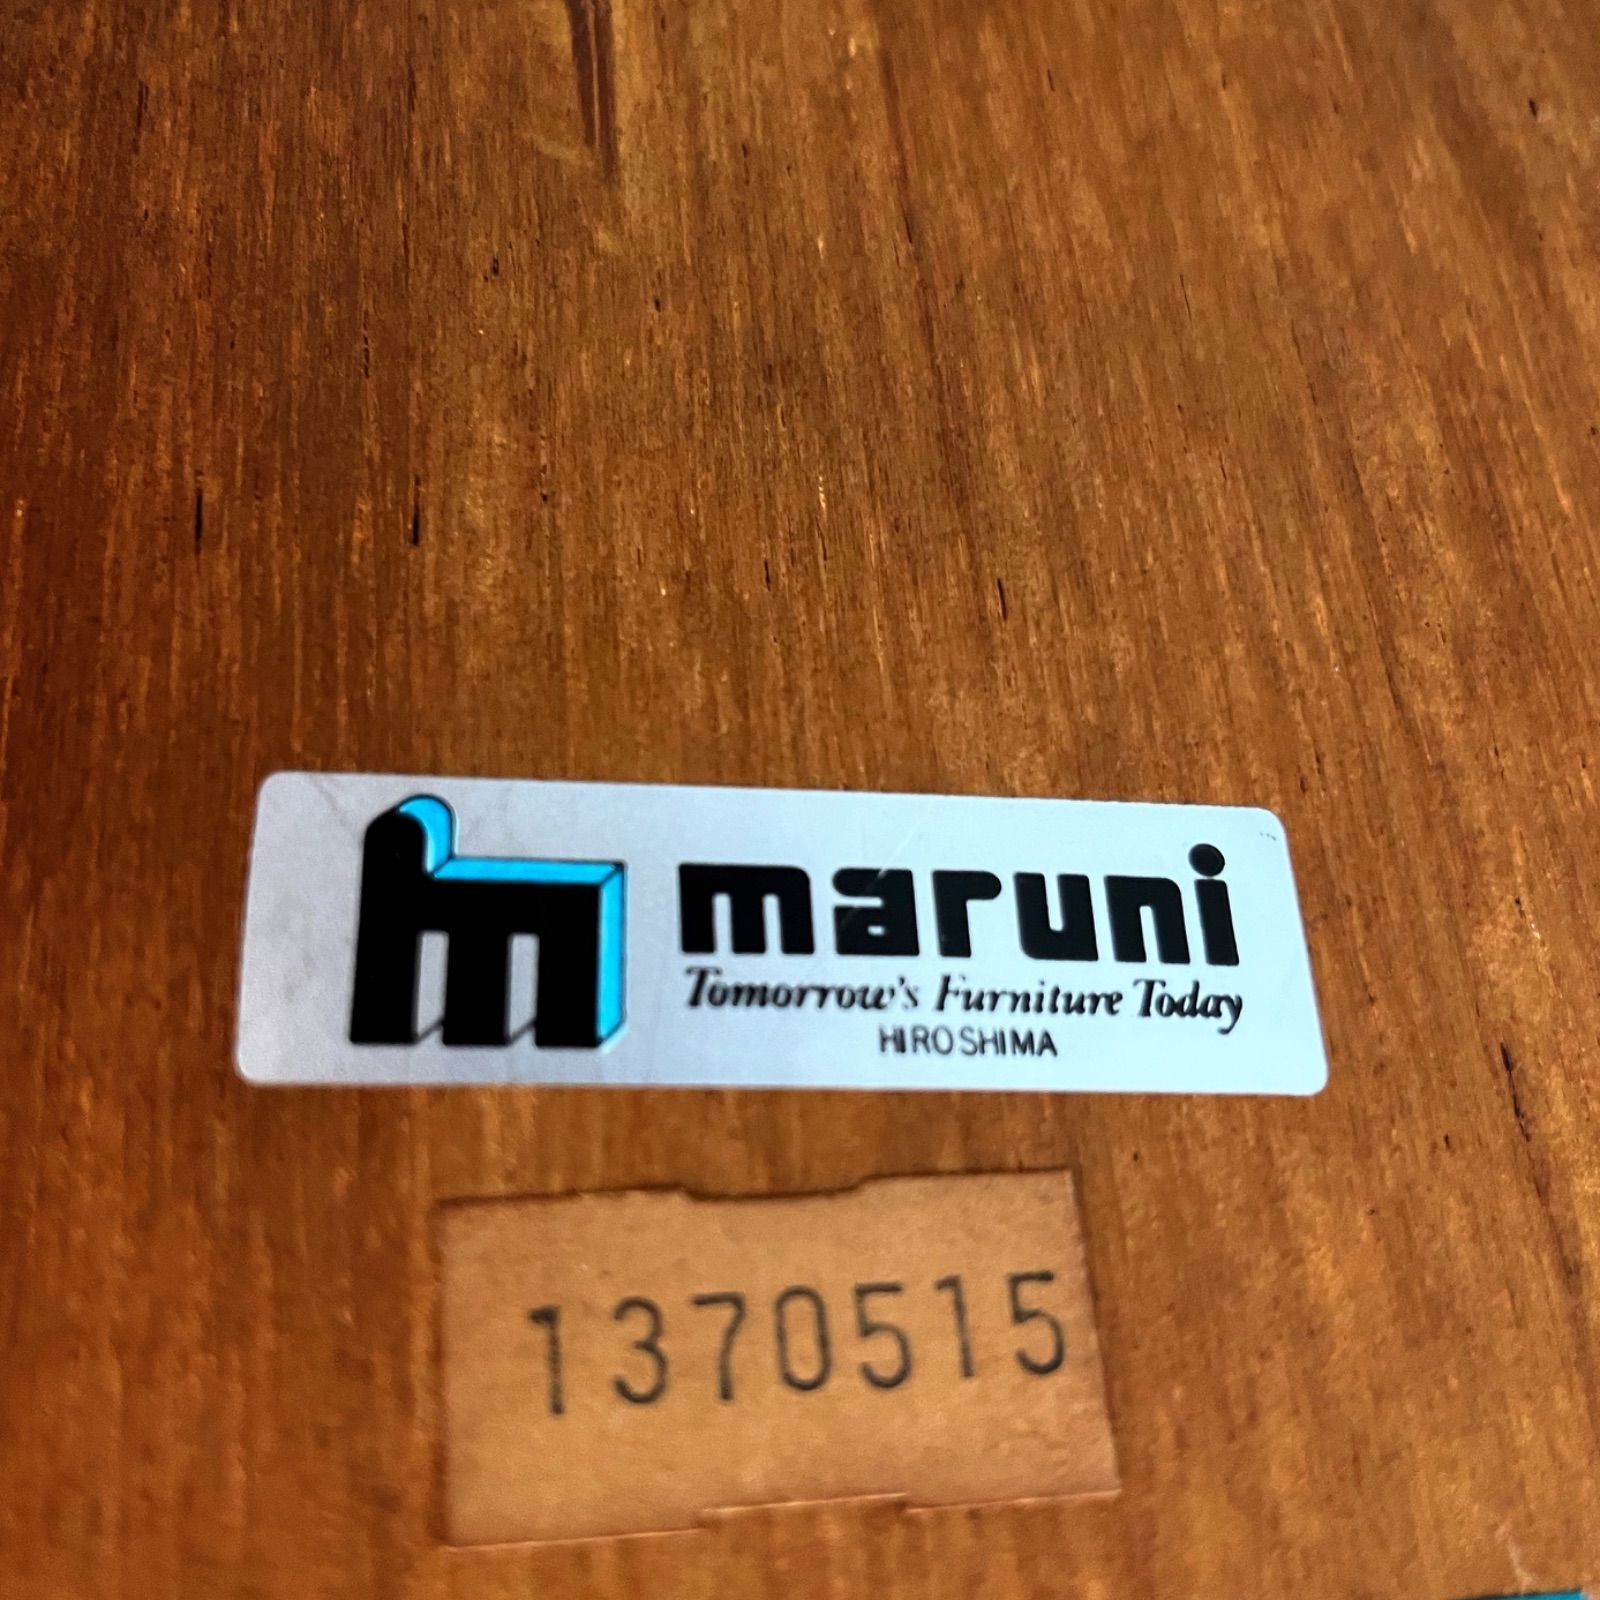 maruni
Tomorrow's Furniture Today
HIROSHIMA
1370515